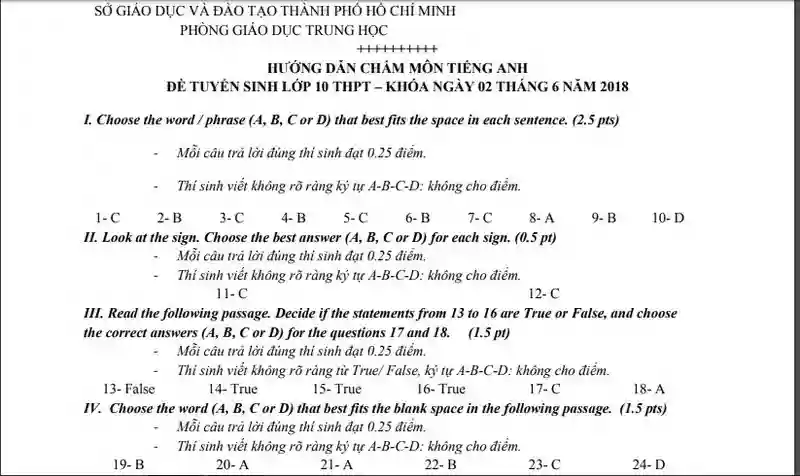 SỞ GIÁO DỤC VÀ ĐÀO TẠO THÀNH PHỐ HỒ CHÍ MINH
PHÒNG GIÁO DỤC TRUNG HỌC
++++++++++
HƯỚNG DẪN CHẤM MÔN TIẾNG ANH
ĐỀ TUYỂN SINH LỚP 10 THPT – KHÓA NGÀY 02 THÁNG 6 NĂM 2018
I. Choose the word / phrase (A, B, C or D) that best fits the space in each sentence. (2.5 pts)
- Mỗi câu trả lời đúng thí sinh đạt 0.25 điểm.
- Thí sinh viết không rõ ràng ký tự A-B-C-D: không cho điểm.
1- C 2- B 3- C 4- B 5- C 6- B 7- C 8- A 9- B 10- D
II. Look at the sign. Choose the best answer (A, B, C or D) for each sign. (0.5 pt)
- Mỗi câu trả lời đúng thí sinh đạt 0.25 điểm.
- Thí sinh viết không rõ ràng ký tự A-B-C-D: không cho điểm.
11- C 12- C
III. Read the following passage. Decide if the statements from 13 to 16 are True or False, and choose
the correct answers (A, B, C or D) for the questions 17 and 18. (1.5 pt)
- Mỗi câu trả lời đúng thí sinh đạt 0.25 điểm.
- Thí sinh viết không rõ ràng từ True/ False, ký tự A-B-C-D: không cho điểm.
13- False 14- True 15- True 16- True 17- C 18- A
IV. Choose the word (A, B, C or D) that best fits the blank space in the following passage. (1.5 pts)
- Mỗi câu trả lời đúng thí sinh đạt 0.25 điểm.
- Thí sinh viết không rõ ràng ký tự A-B-C-D: không cho điểm.
19- B 20- A 21- A 22- B 23- C 24- D